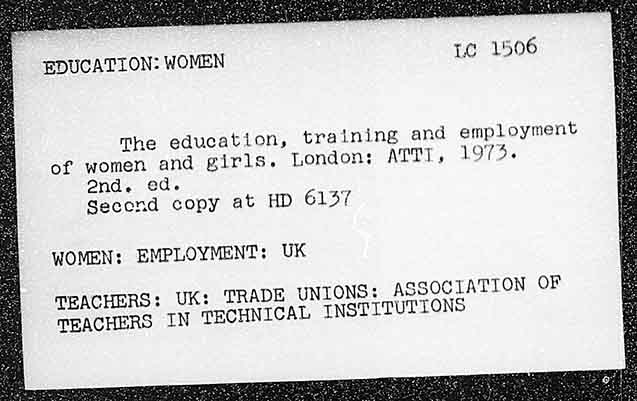 EDUCATION: WOMEN
LC 1506
The education, training and employment
of women and girls. London: ATTI, 1973.
2nd. ed.
Second copy at HD 6137
WOMEN: EMPLOYMENT: UK
TEACHERS: UK: TRADE UNIONS: ASSOCIATION OF
TEACHERS IN TECHNICAL INSTITUTIONS